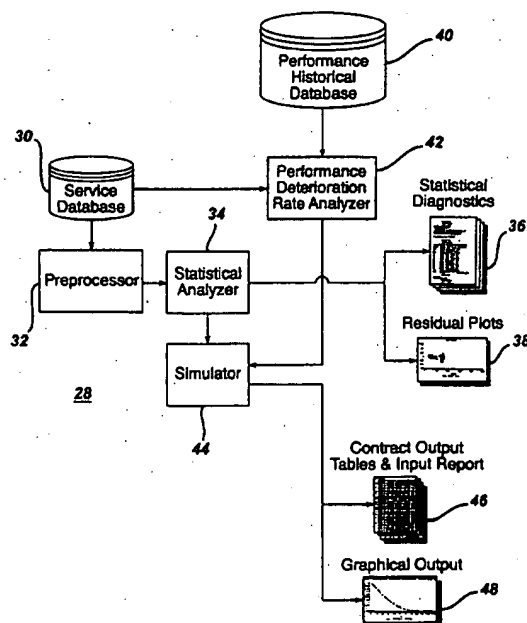 40
Performance
Historical
Database
30
Service
Database
42
Performance
Deterioration
Rate Analyzer
Statistical
Diagnostics
34
36
Preprocessor
Statistical
Analyzer
32
Residual Plots
38
28
Simulator
44
Contract Output
Tables & Input Report
46
Graphical Output
48